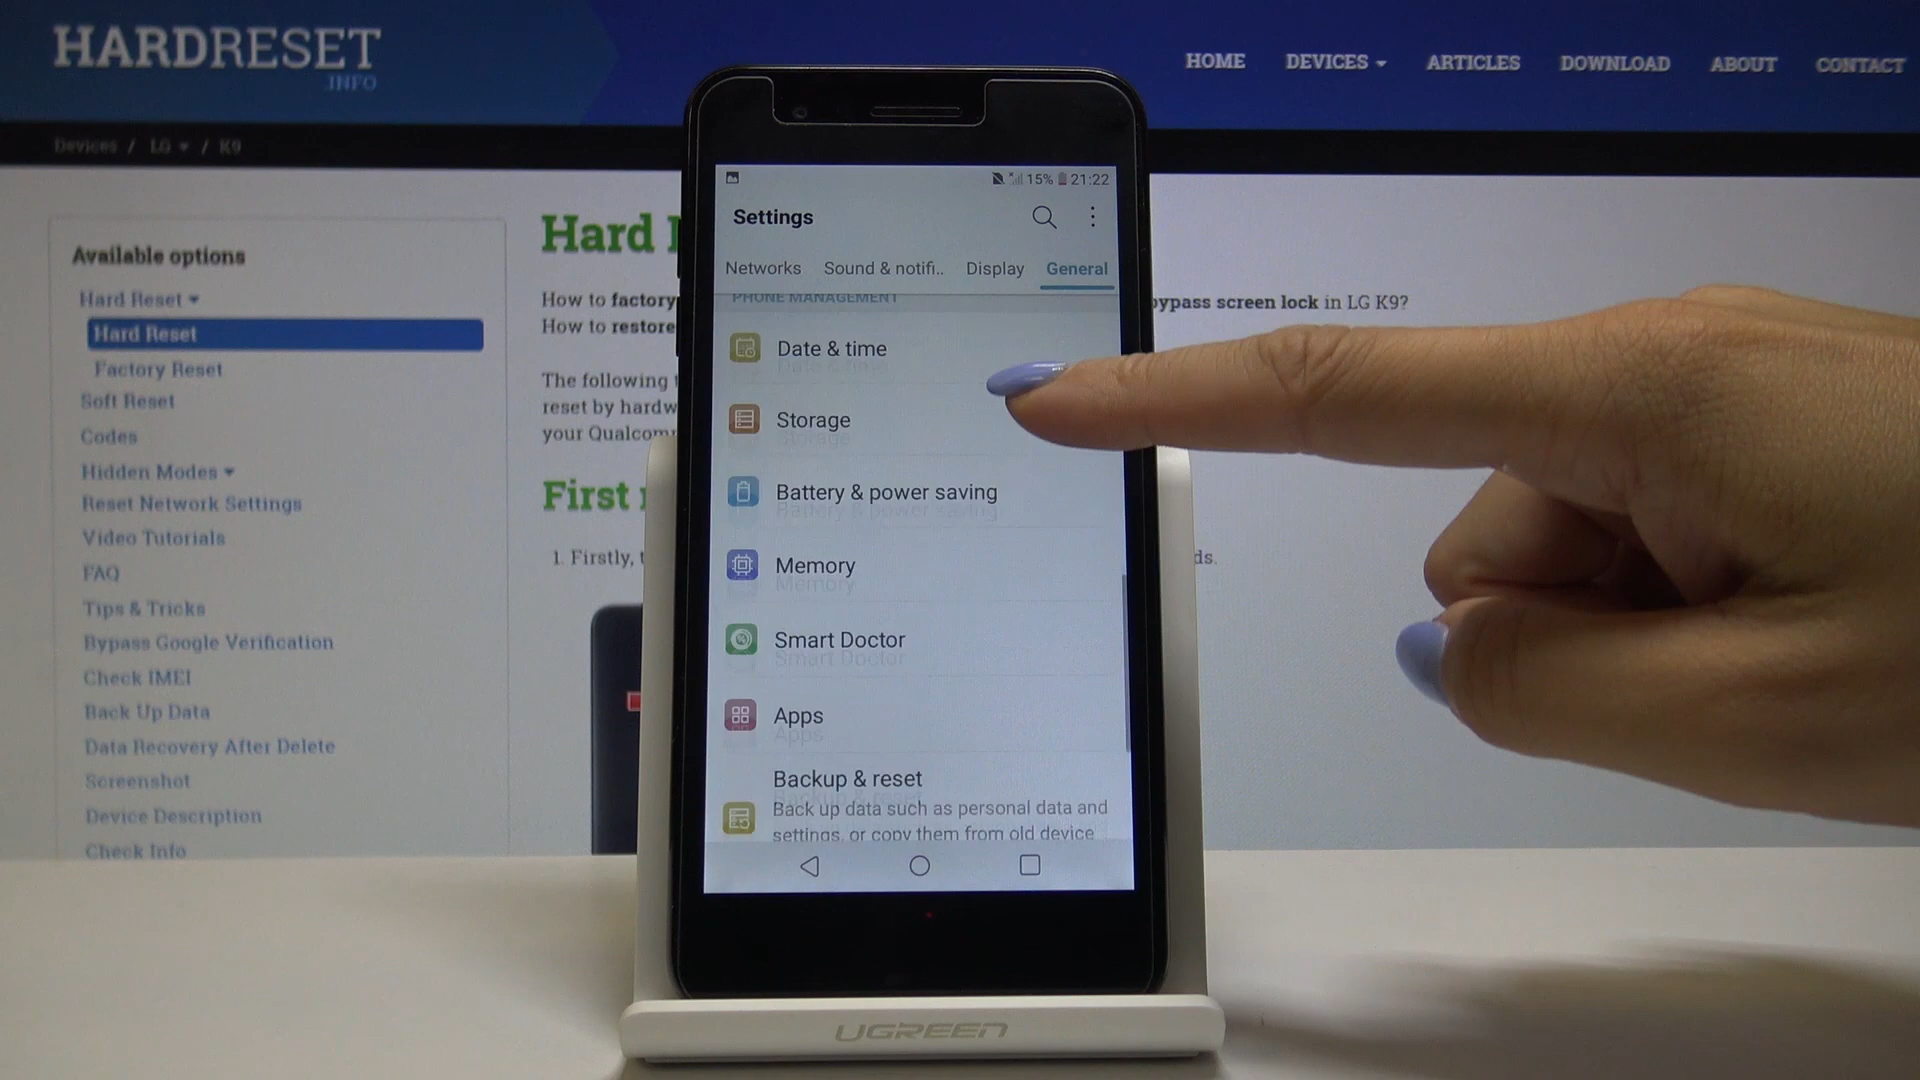 HARDRESET
.INFO
HOME DEVICES ARTICLES DOWNLOAD ABOUT CONTACT
Devices / LG / K9
Available options
Hard Reset
Hard Reset
Factory Reset
Soft Reset
Codes
Hidden Modes
Reset Network Settings
Video Tutorials
FAQ
Tips & Tricks
Bypass Google Verification
Check IMEI
Back Up Data
Data Recovery After Delete
Screenshot
Device Description
Check Info
Hard
How to factory
bypass screen lock in LG K9?
How to restore
The following
reset by hardw
your Qualcom
First
1. Firstly,
ds.
15% 21:22
Settings
Networks Sound & notifi.. Display General
PHONE MANAGEMENT
Date & time
Storage
Battery & power saving
Memory
Smart Doctor
Apps
Backup & reset
Back up data such as personal data and
settings, or copy them from old device
UGREEN